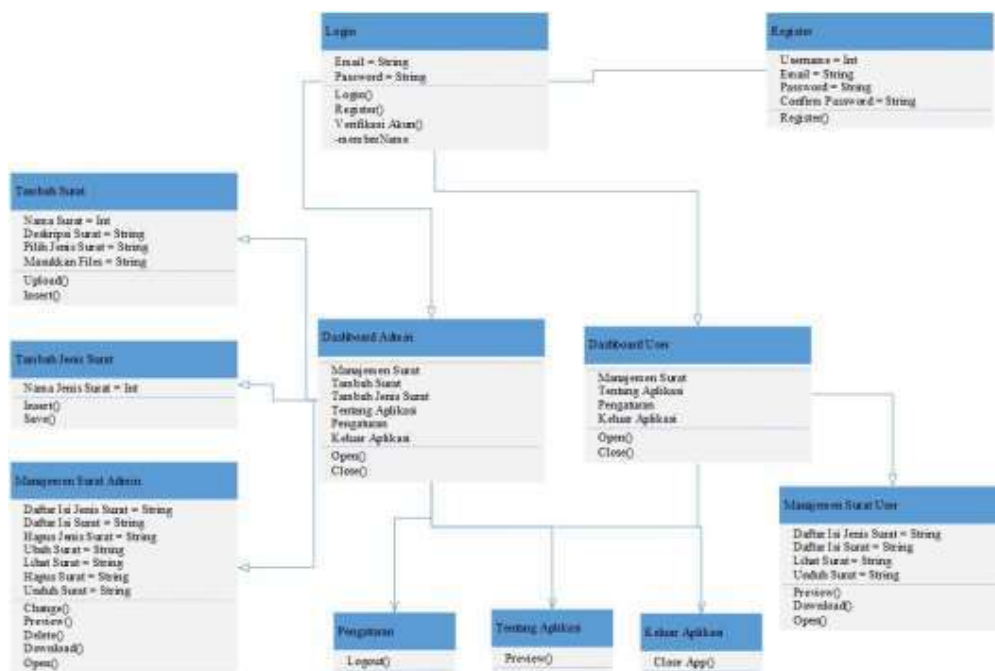 Login
Email = String
Password = String
Login()
Register()
Verifikasi Akun()
-memberName
Register
Username = Int
Email = String
Password = String
Confirm Password = String
Register()
Tambah Surat
Nama Surat = Int
Deskripsi Surat = String
Pilih Jenis Surat = String
Masukkan Files = String
Upload()
Insert()
Tambah Jenis Surat
Nama Jenis Surat = Int
Insert()
Save()
Manajemen Surat Admin
Daftar Isi Jenis Surat = String
Daftar Isi Surat = String
Hapus Jenis Surat = String
Ubah Surat = String
Lihat Surat = String
Hapus Surat = String
Unduh Surat = String
Change()
Preview()
Delete()
Download()
Open()
Dashboard Admin
Manajemen Surat
Tambah Surat
Tambah Jenis Surat
Tentang Aplikasi
Pengaturan
Keluar Aplikasi
Open()
Close()
Dashboard User
Manajemen Surat
Tentang Aplikasi
Pengaturan
Keluar Aplikasi
Open()
Close()
Manajemen Surat User
Daftar Isi Jenis Surat = String
Daftar Isi Surat = String
Lihat Surat = String
Unduh Surat = String
Preview()
Download()
Open()
Pengaturan
Logout()
Tentang Aplikasi
Preview()
Keluar Aplikasi
Close App()